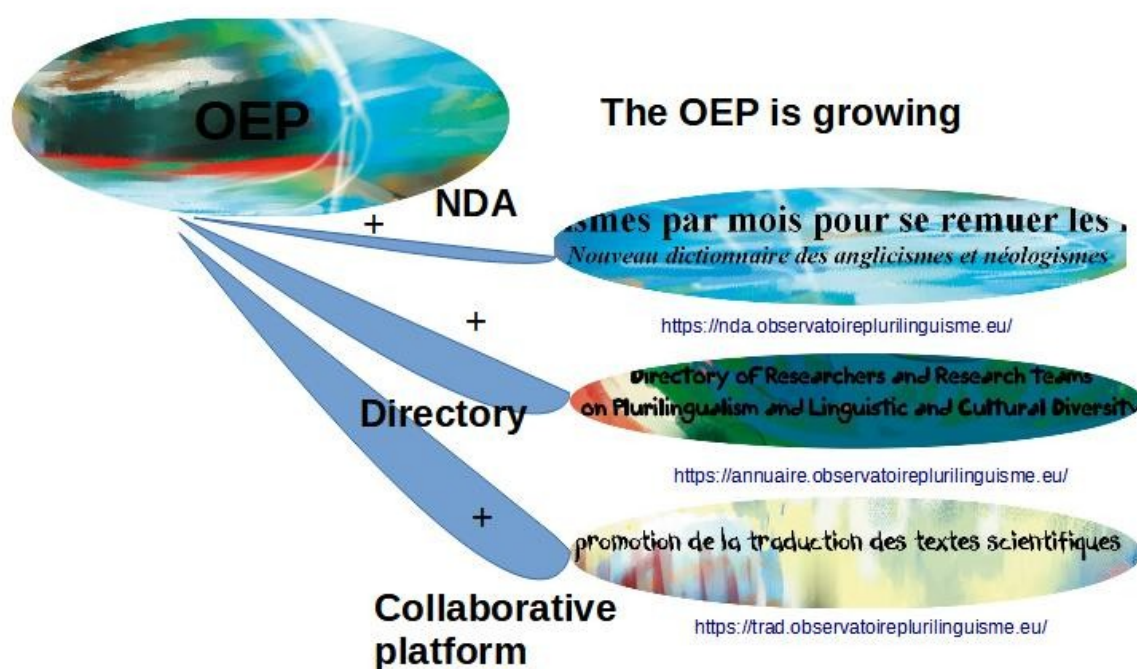 OEP
The OEP is growing
NDA
+
ismes par mois pour se remuer les
Nouveau dictionnaire des anglicismes et néologismes
https://nda.observatoireplurilinguisme.eu/
+
Directory
Directory of Researchers and Research Teams
on Plurilingualism and Linguistic and Cultural Diversity
https://annuaire.observatoireplurilinguisme.eu/
+
promotion de la traduction des textes scientifiques
Collaborative
platform
https://trad.observatoireplurilinguisme.eu/